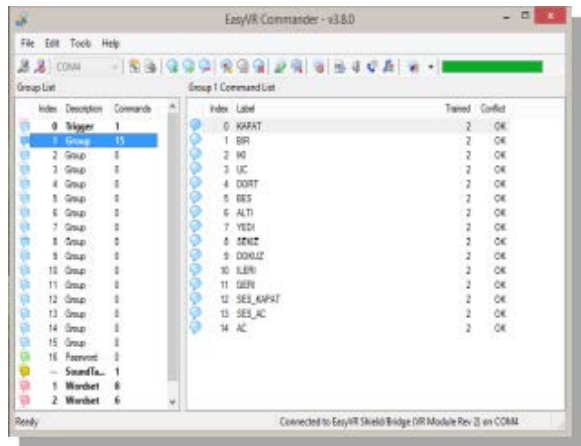 EasyVR Commander - v3.8.0
File Edit Tools Help
COM4
Group List
Index Description Commands
0 Trigger 1
1 Group 15
2 Group 0
3 Group 0
4 Group 0
5 Group 0
6 Group 0
7 Group 0
8 Group 0
9 Group 0
10 Group 0
11 Group 0
12 Group 0
13 Group 0
14 Group 0
15 Group 0
16 Password 0
-- SoundTa... 1
1 Wordset 8
2 Wordset 6
Group 1 Command List
Index Label Trained Conflict
0 KAPAT 2 OK
1 BIR 2 OK
2 IKI 2 OK
3 UC 2 OK
4 DORT 2 OK
5 BES 2 OK
6 ALTI 2 OK
7 YEDI 2 OK
8 SEKIZ 2 OK
9 DOKUZ 2 OK
10 ILERI 2 OK
11 GERI 2 OK
12 SES_KAPAT 2 OK
13 SES_AC 2 OK
14 AC 2 OK
Ready Connected to EasyVR Shield/Bridge (VR Module Rev 2) on COM4